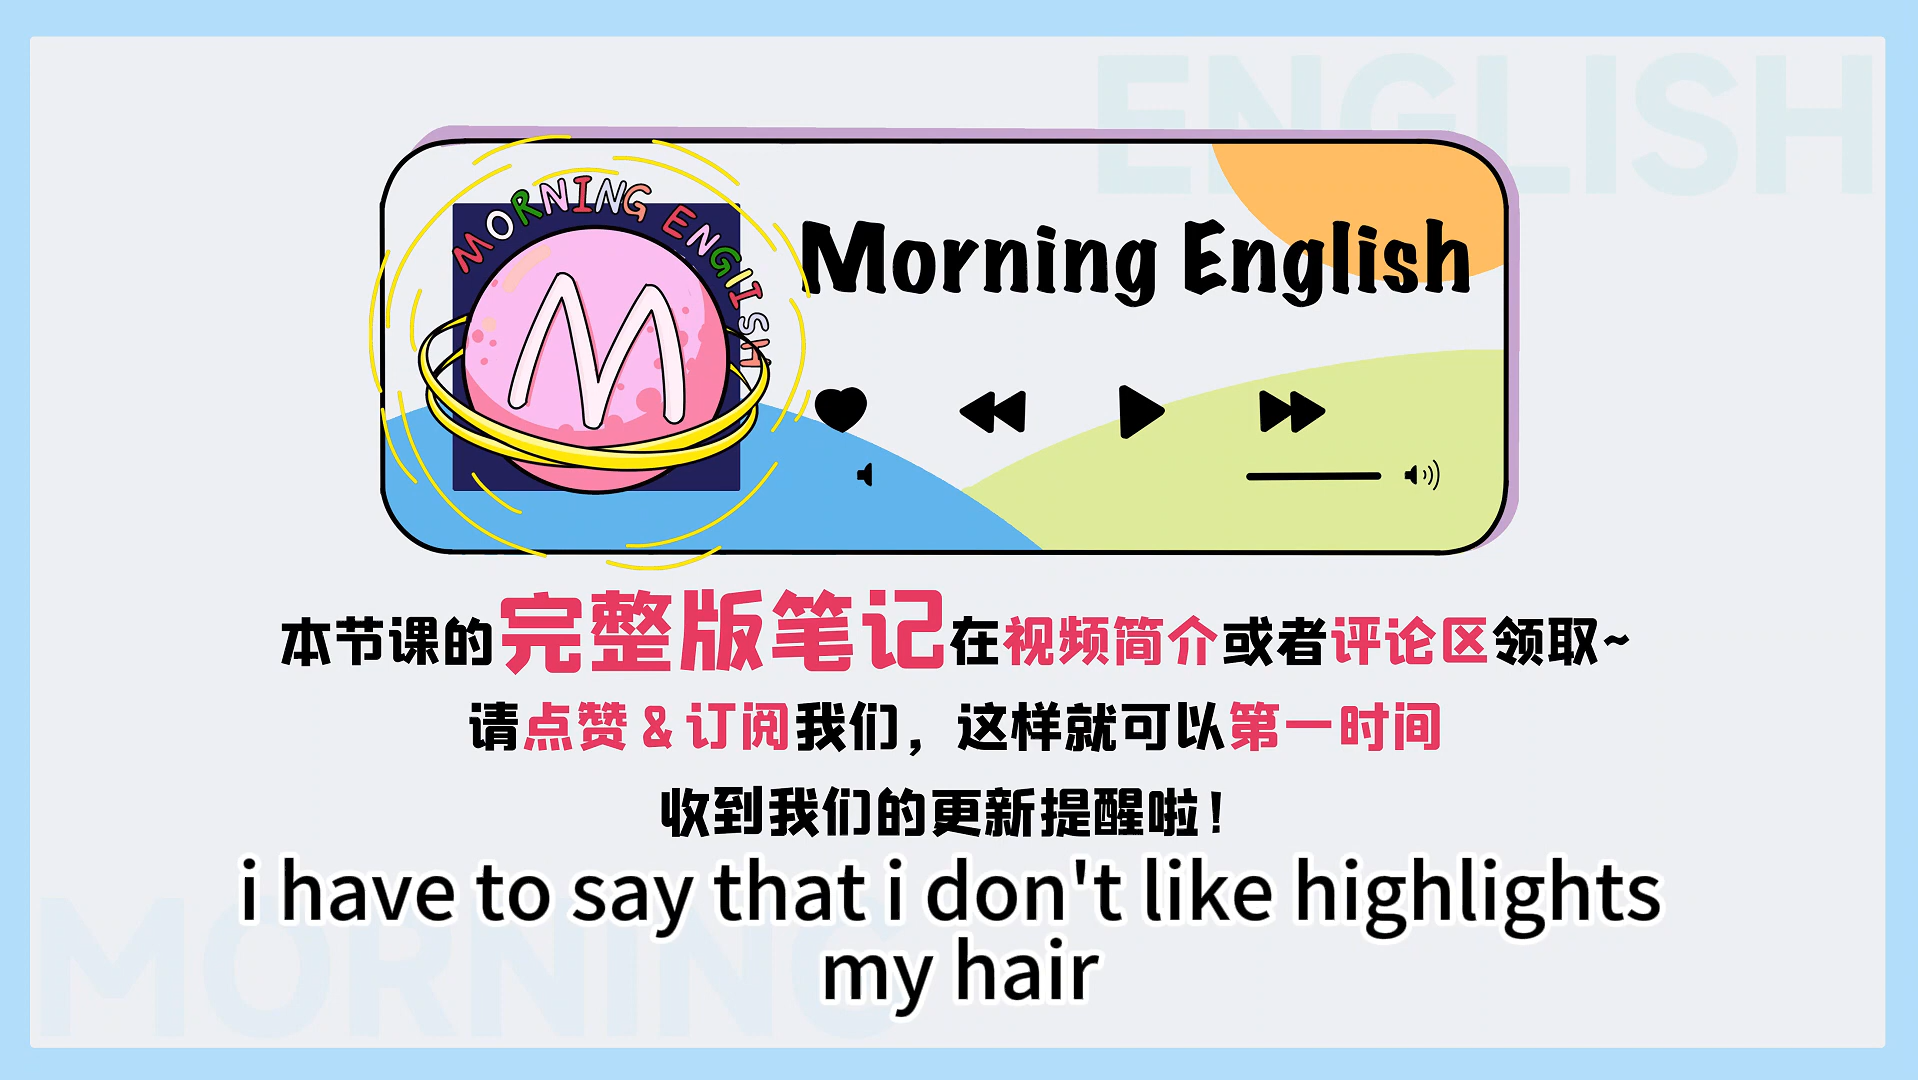 ENGLISH
MORNING ENGLISH
M
Morning English
本节课的完整版笔记在视频简介或者评论区领取~
请点赞&订阅我们，这样就可以第一时间
收到我们的更新提醒啦！
i have to say that i don't like highlights
my hair
MORNING